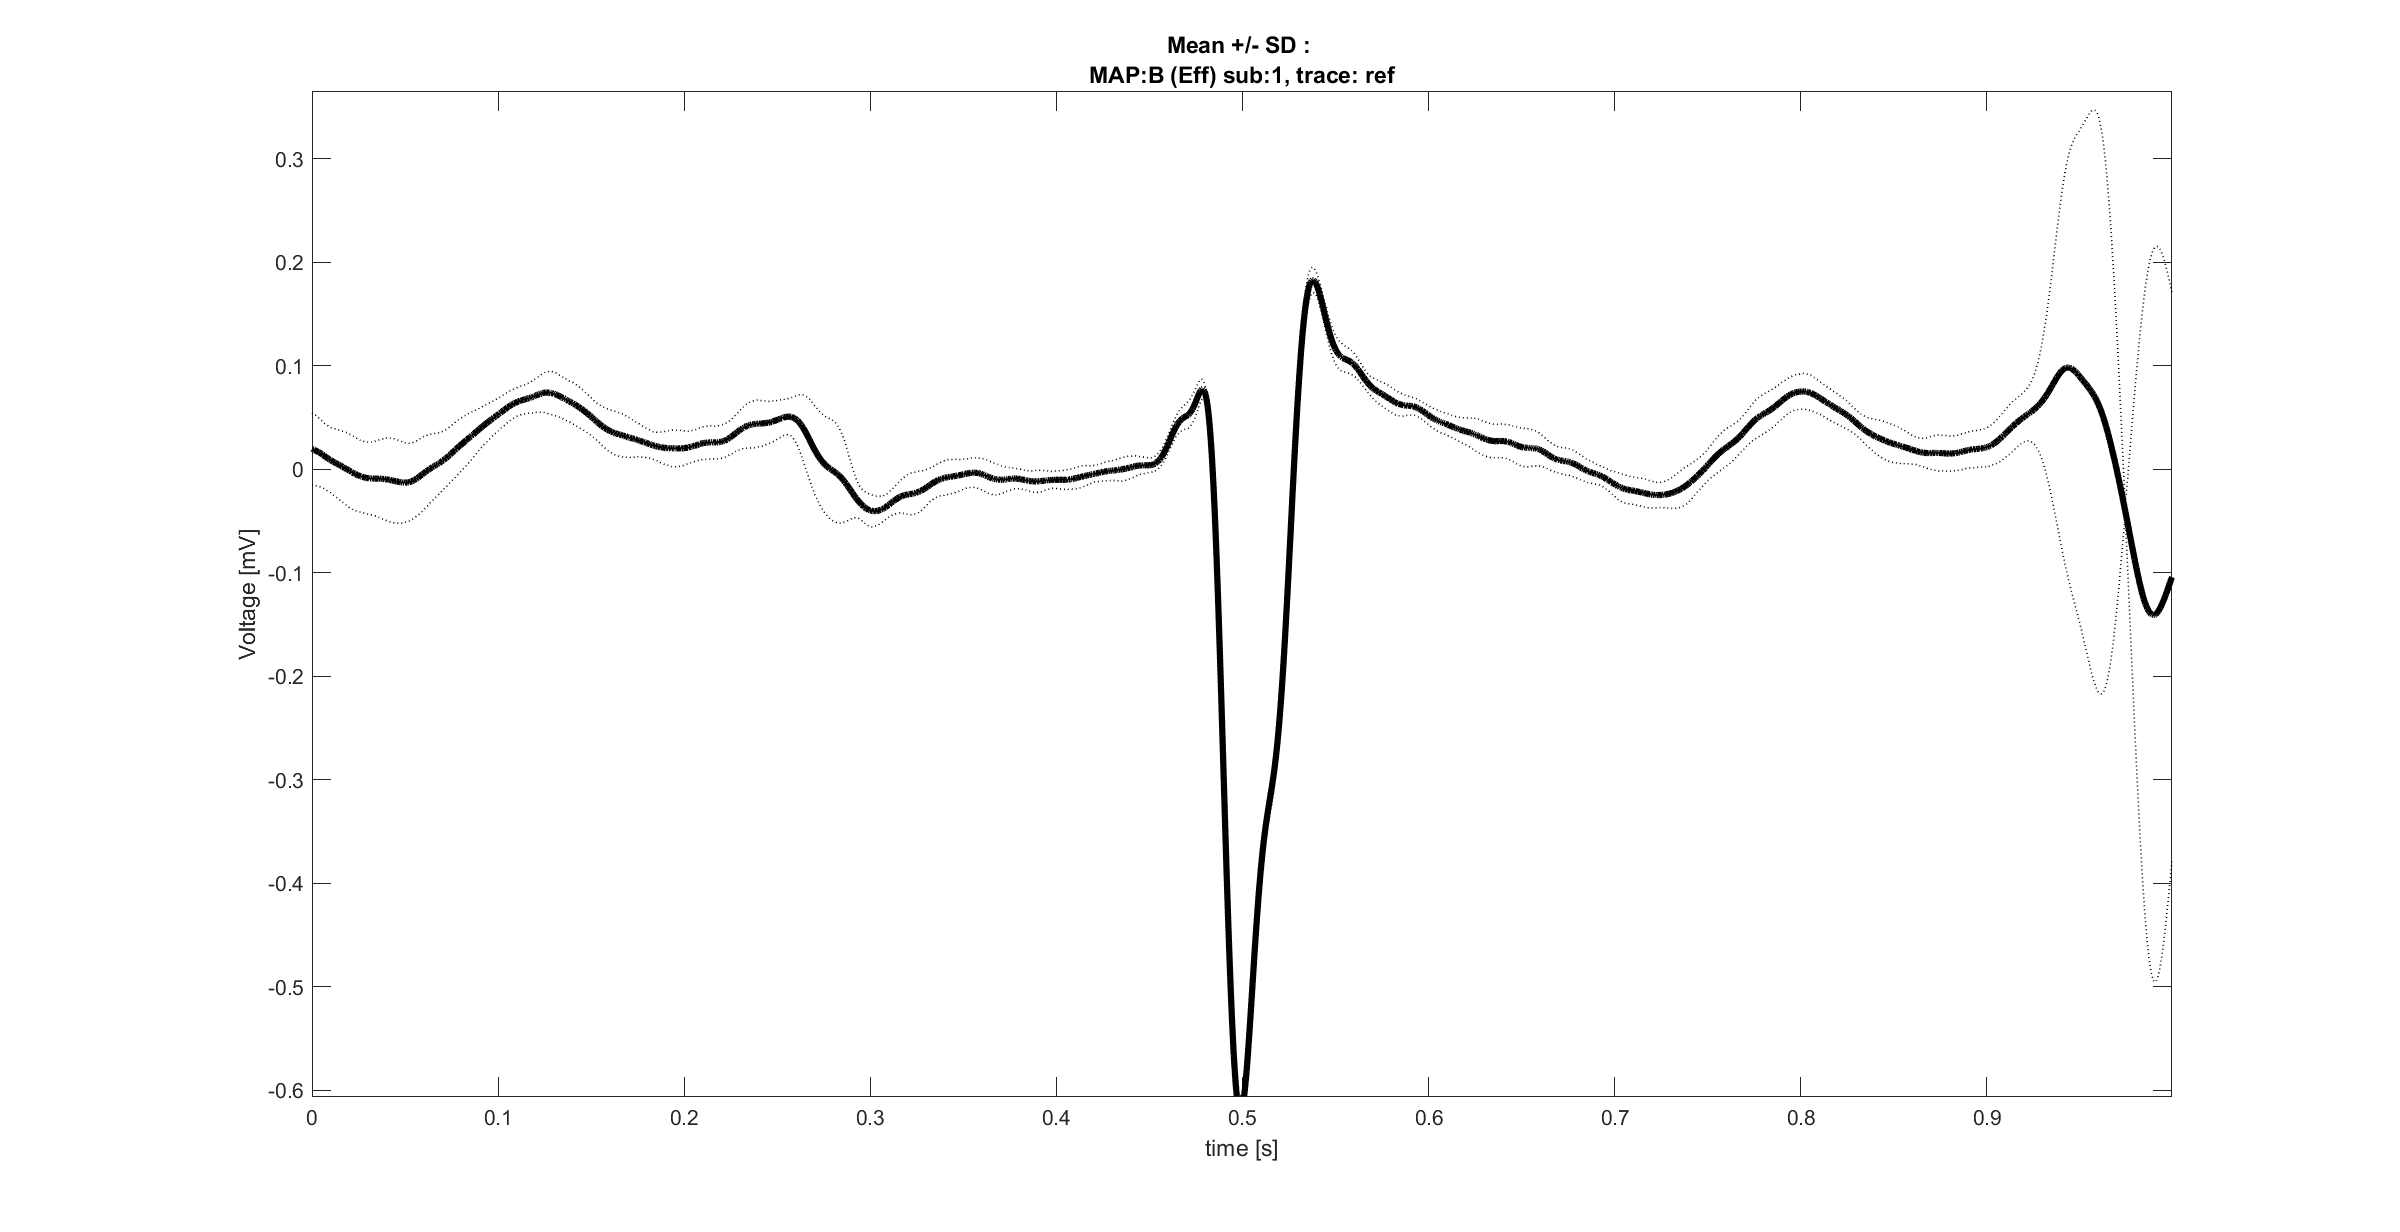 Mean +/- SD :
MAP:B (Eff) sub:1, trace: ref
0.3
0.2
0.1
0
-0.1
-0.2
-0.3
-0.4
-0.5
-0.6
Voltage [mV]
0 0.1 0.2 0.3 0.4 0.5 0.6 0.7 0.8 0.9
time [s]